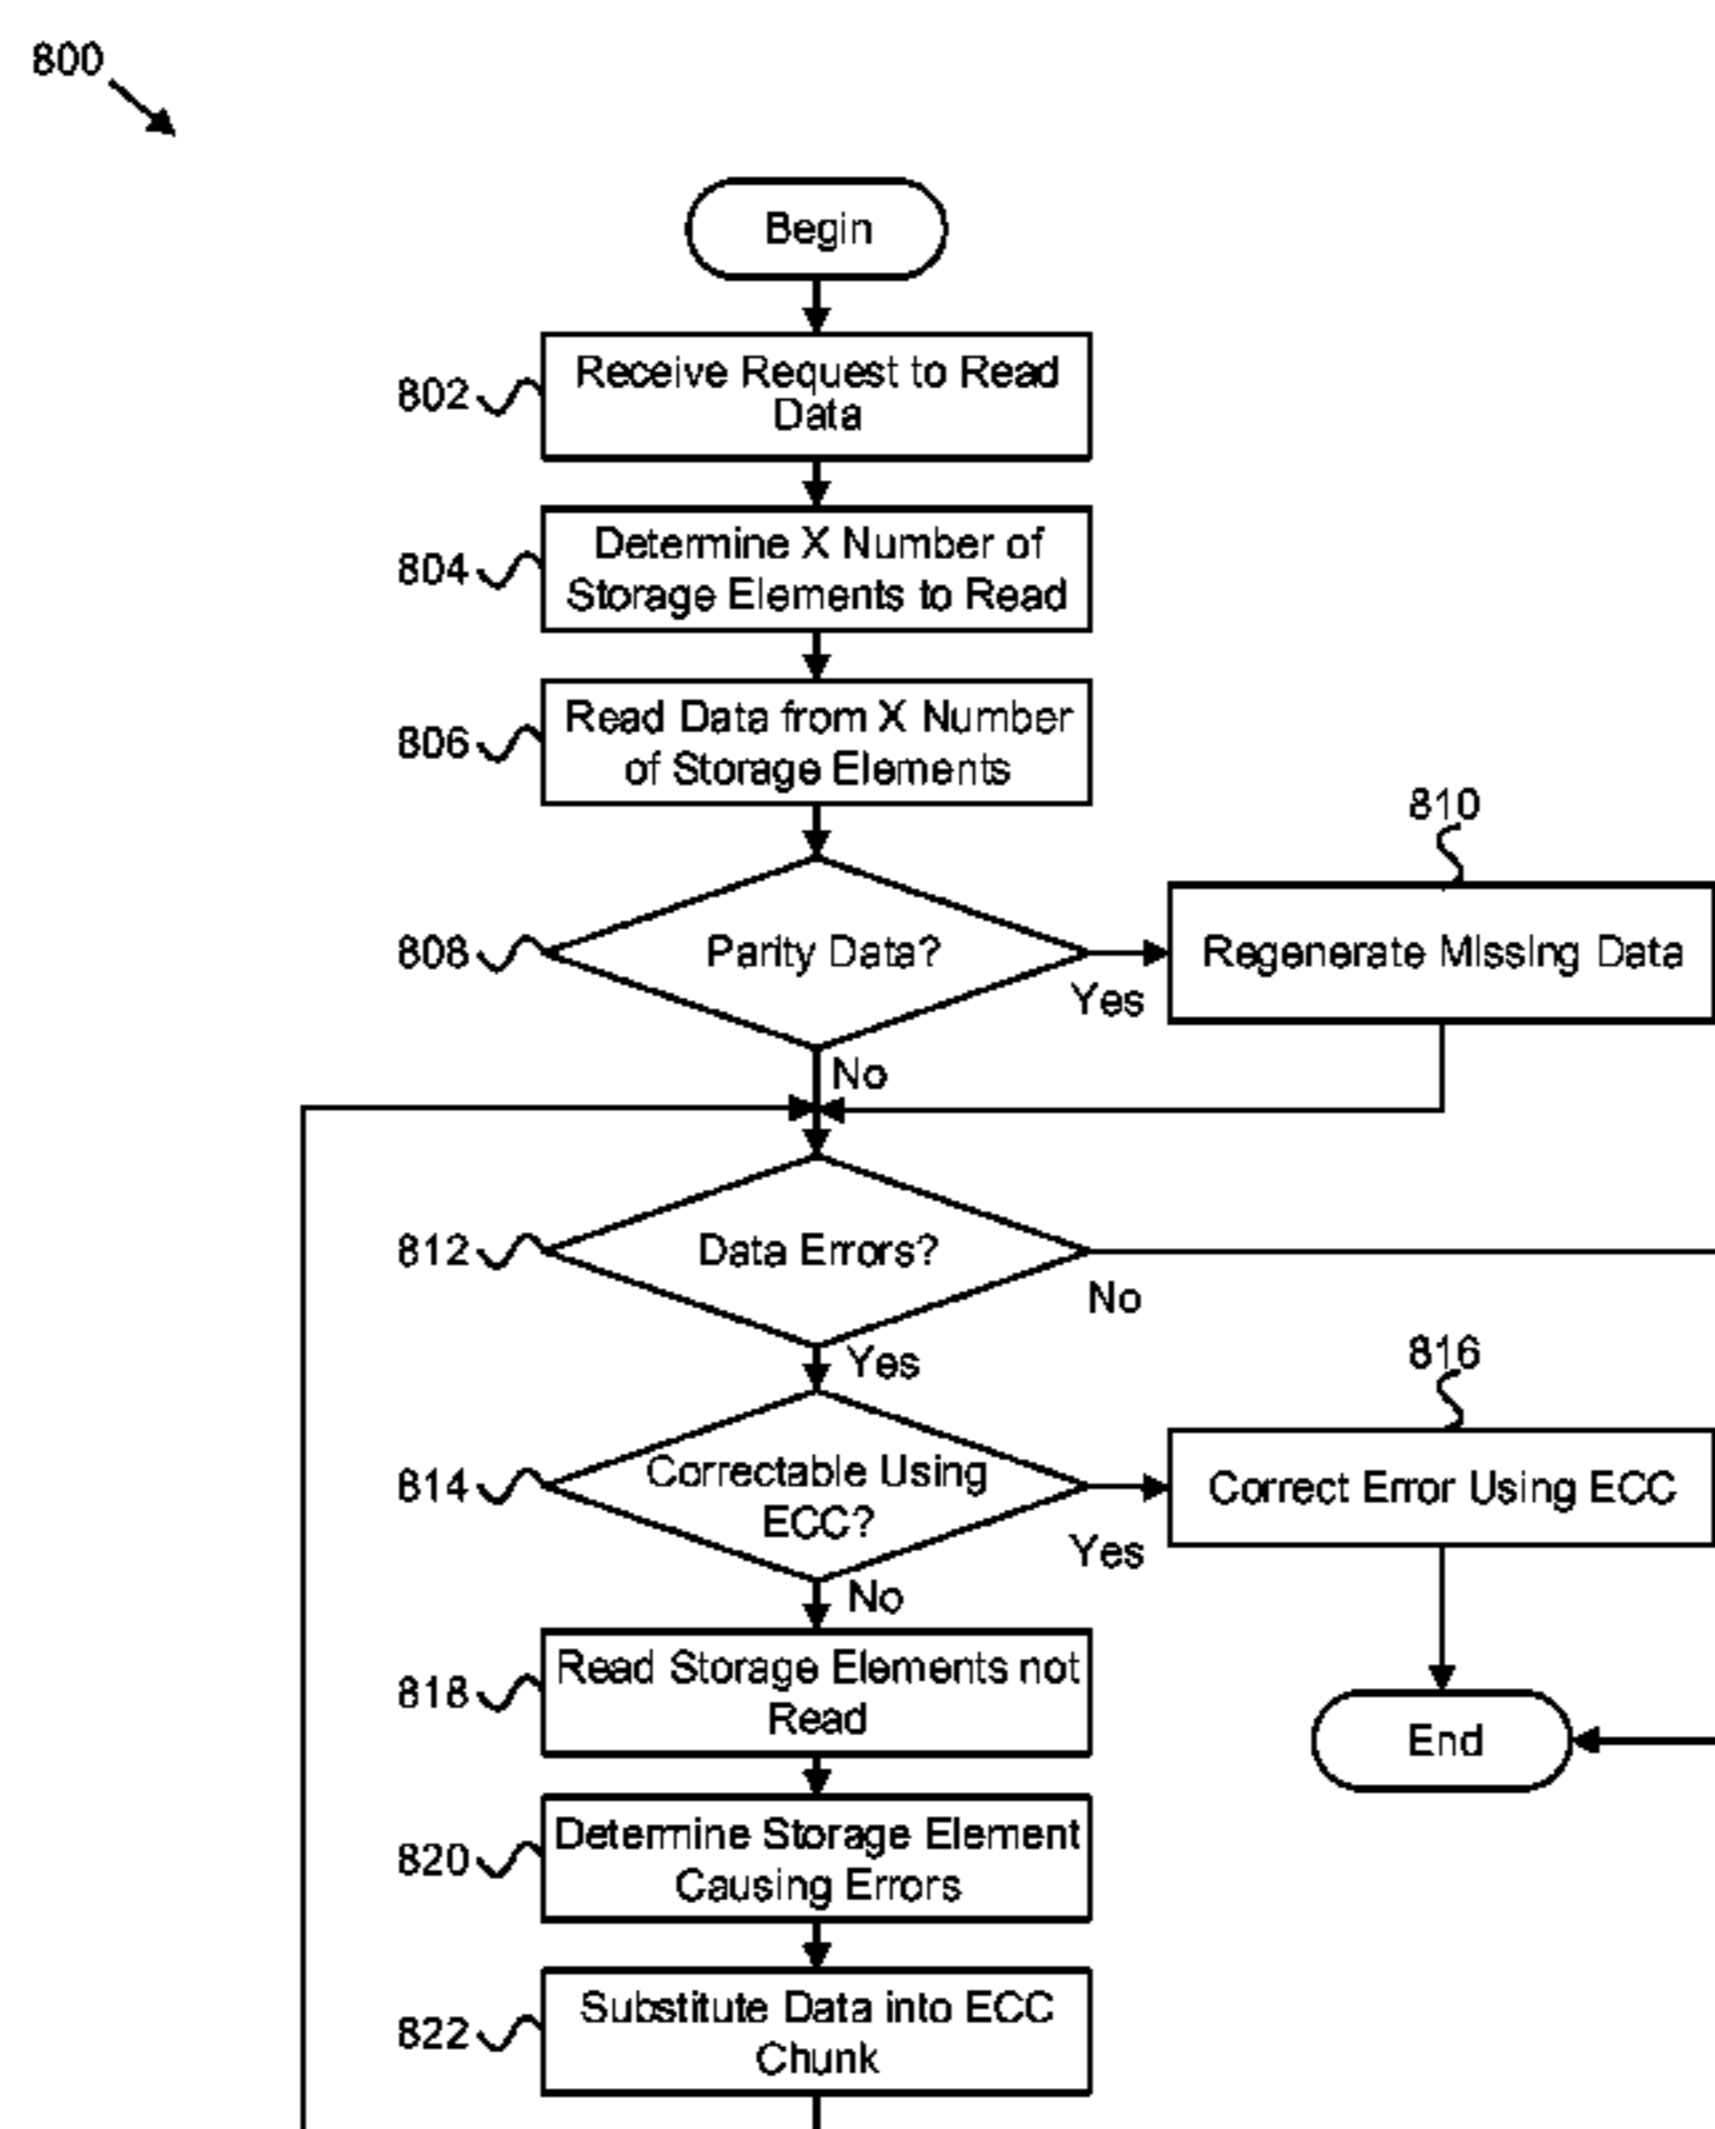 800
Begin
802
Receive Request to Read
Data
804
Determine X Number of
Storage Elements to Read
806
Read Data from X Number
of Storage Elements
810
808
Parity Data?
Yes
Regenerate Missing Data
No
812
Data Errors?
No
Yes
816
814
Correctable Using
ECC?
Yes
Correct Error Using ECC
No
818
Read Storage Elements not
Read
End
820
Determine Storage Element
Causing Errors
822
Substitute Data into ECC
Chunk